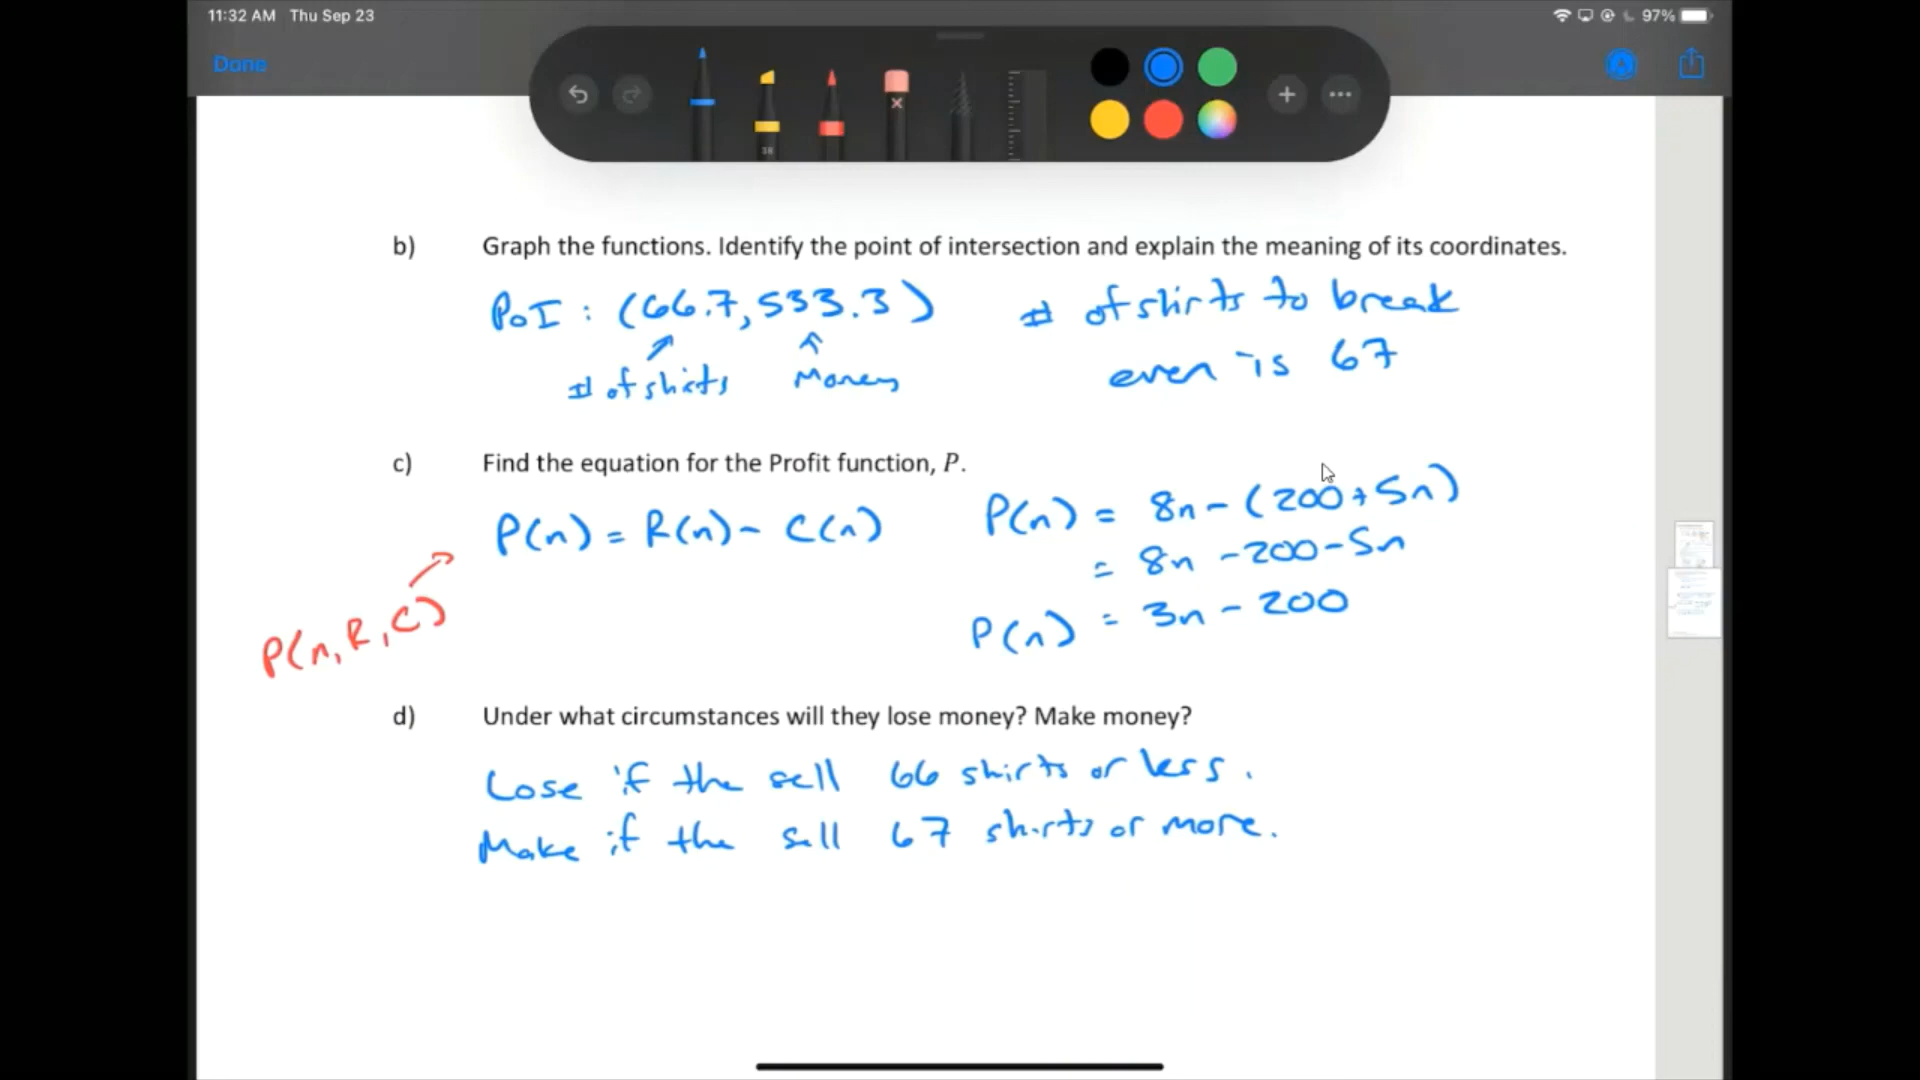 11:32 AM Thu Sep 23
97%
Done
38
b) Graph the functions. Identify the point of intersection and explain the meaning of its coordinates.
PoI : (66.7, 533.3)
# of shirts
Money
# of shirts to break
even is 67
c) Find the equation for the Profit function, P.
P(n) = R(n) - C(n)
P(n, R, C)
P(n) = 8n - (200 + 5n)
= 8n - 200 - 5n
P(n) = 3n - 200
d) Under what circumstances will they lose money? Make money?
Lose if the sell 66 shirts or less.
Make if the sell 67 shirts or more.